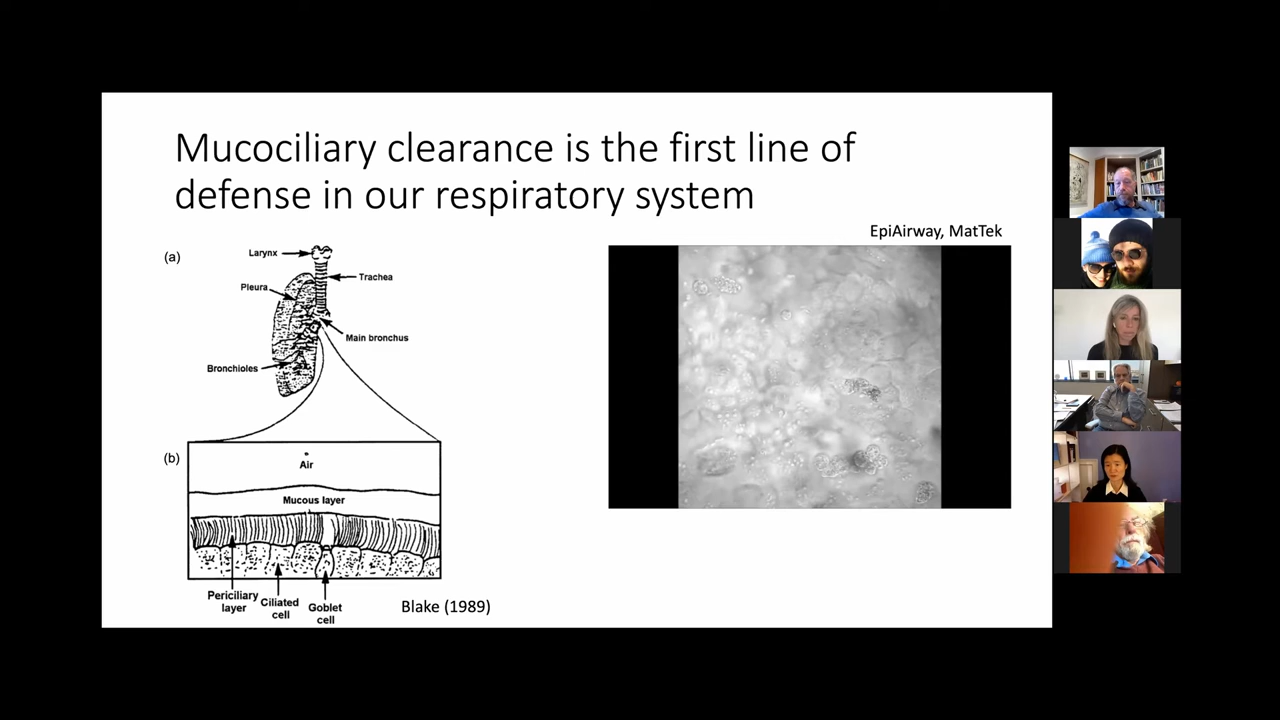 Mucociliary clearance is the first line of
defense in our respiratory system
EpiAirway, MatTek
(a)
Larynx
Trachea
Pleura
Main bronchus
Bronchioles
(b)
Air
Mucous layer
Periciliary
layer
Ciliated
cell
Goblet
cell
Blake (1989)